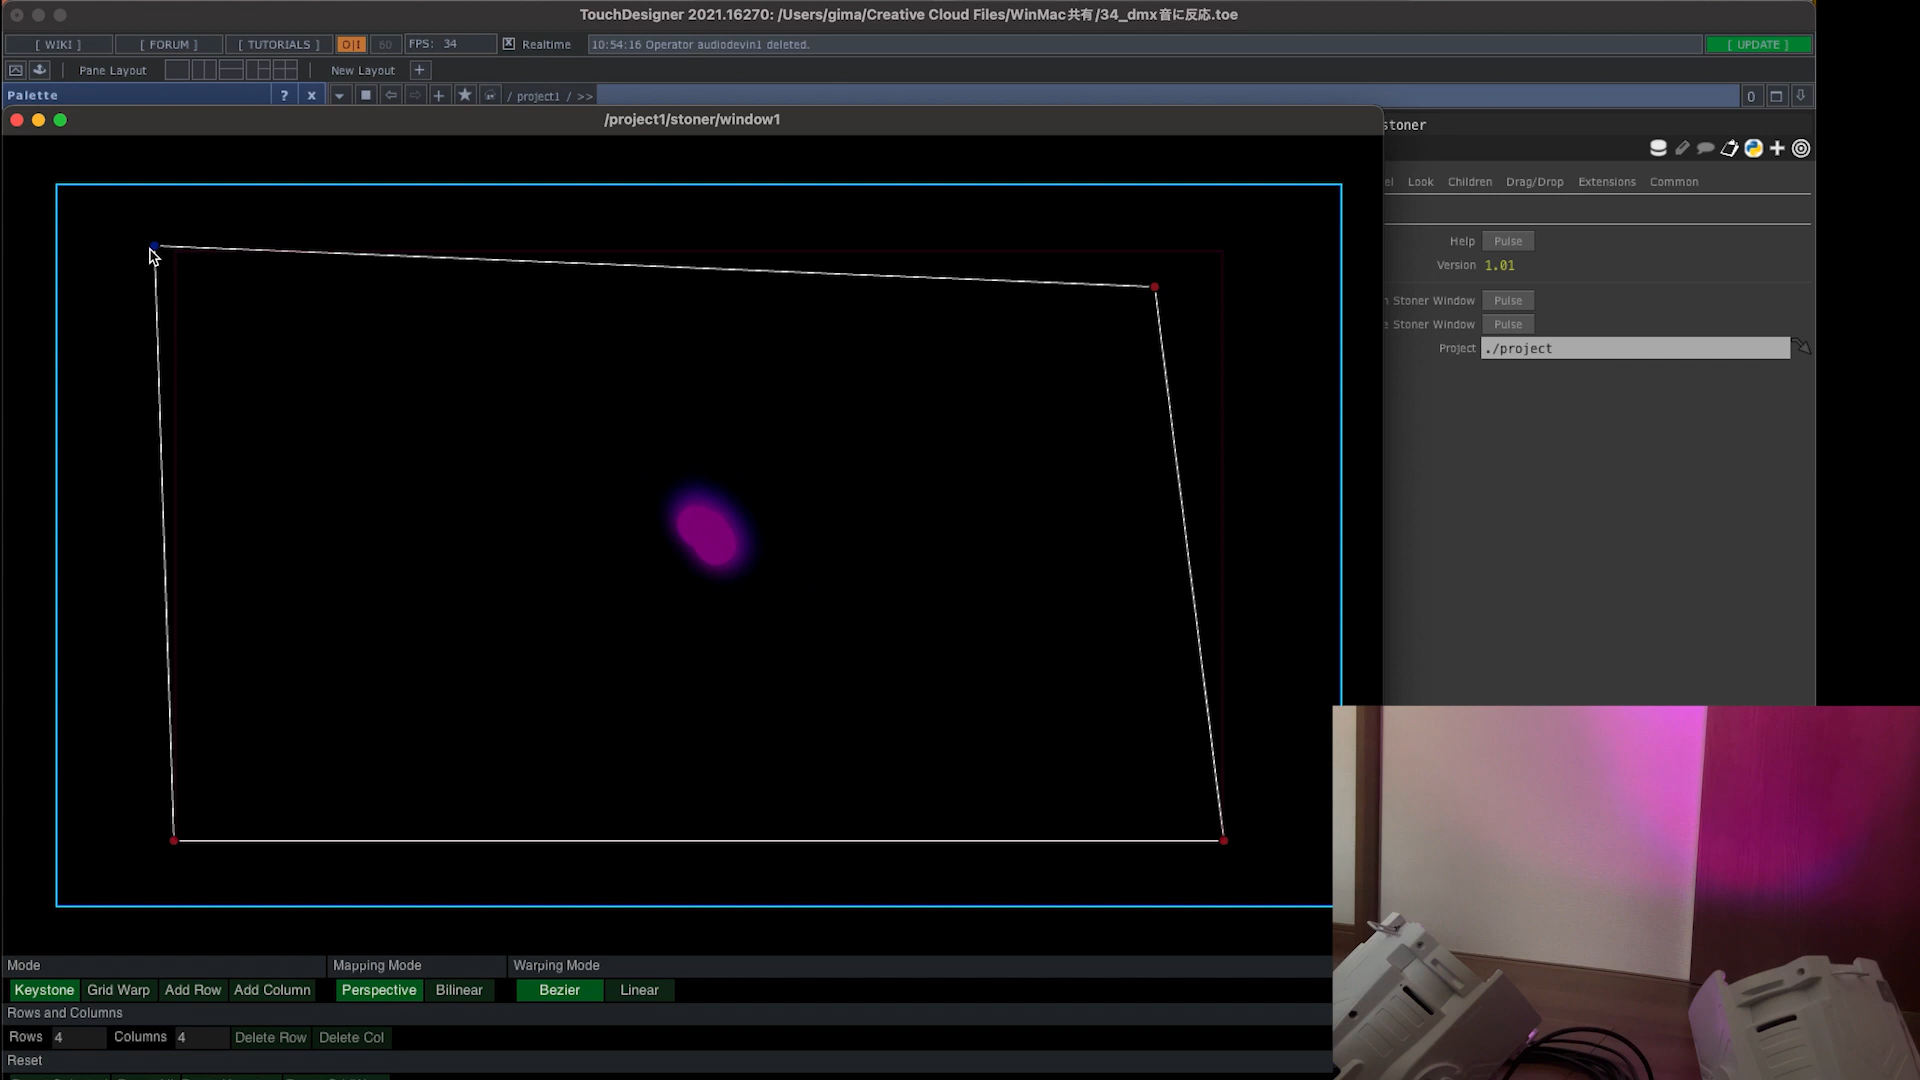 TouchDesigner 2021.16270: /Users/gima/Creative Cloud Files/WinMac共有/34_dmx音に反応.toe
[ WIKI ] [ FORUM ] [ TUTORIALS ] O|I 60 FPS: 34 Realtime 10:54:16 Operator audiodevin1 deleted. [ UPDATE ]
Pane Layout New Layout +
Palette ? x / project1 / >> 0
/project1/stoner/window1
stoner
el Look Children Drag/Drop Extensions Common
Help Pulse
Version 1.01
Stoner Window Pulse
e Stoner Window Pulse
Project ./project
Mode Mapping Mode Warping Mode
Keystone Grid Warp Add Row Add Column Perspective Bilinear Bezier Linear
Rows and Columns
Rows 4 Columns 4 Delete Row Delete Col
Reset